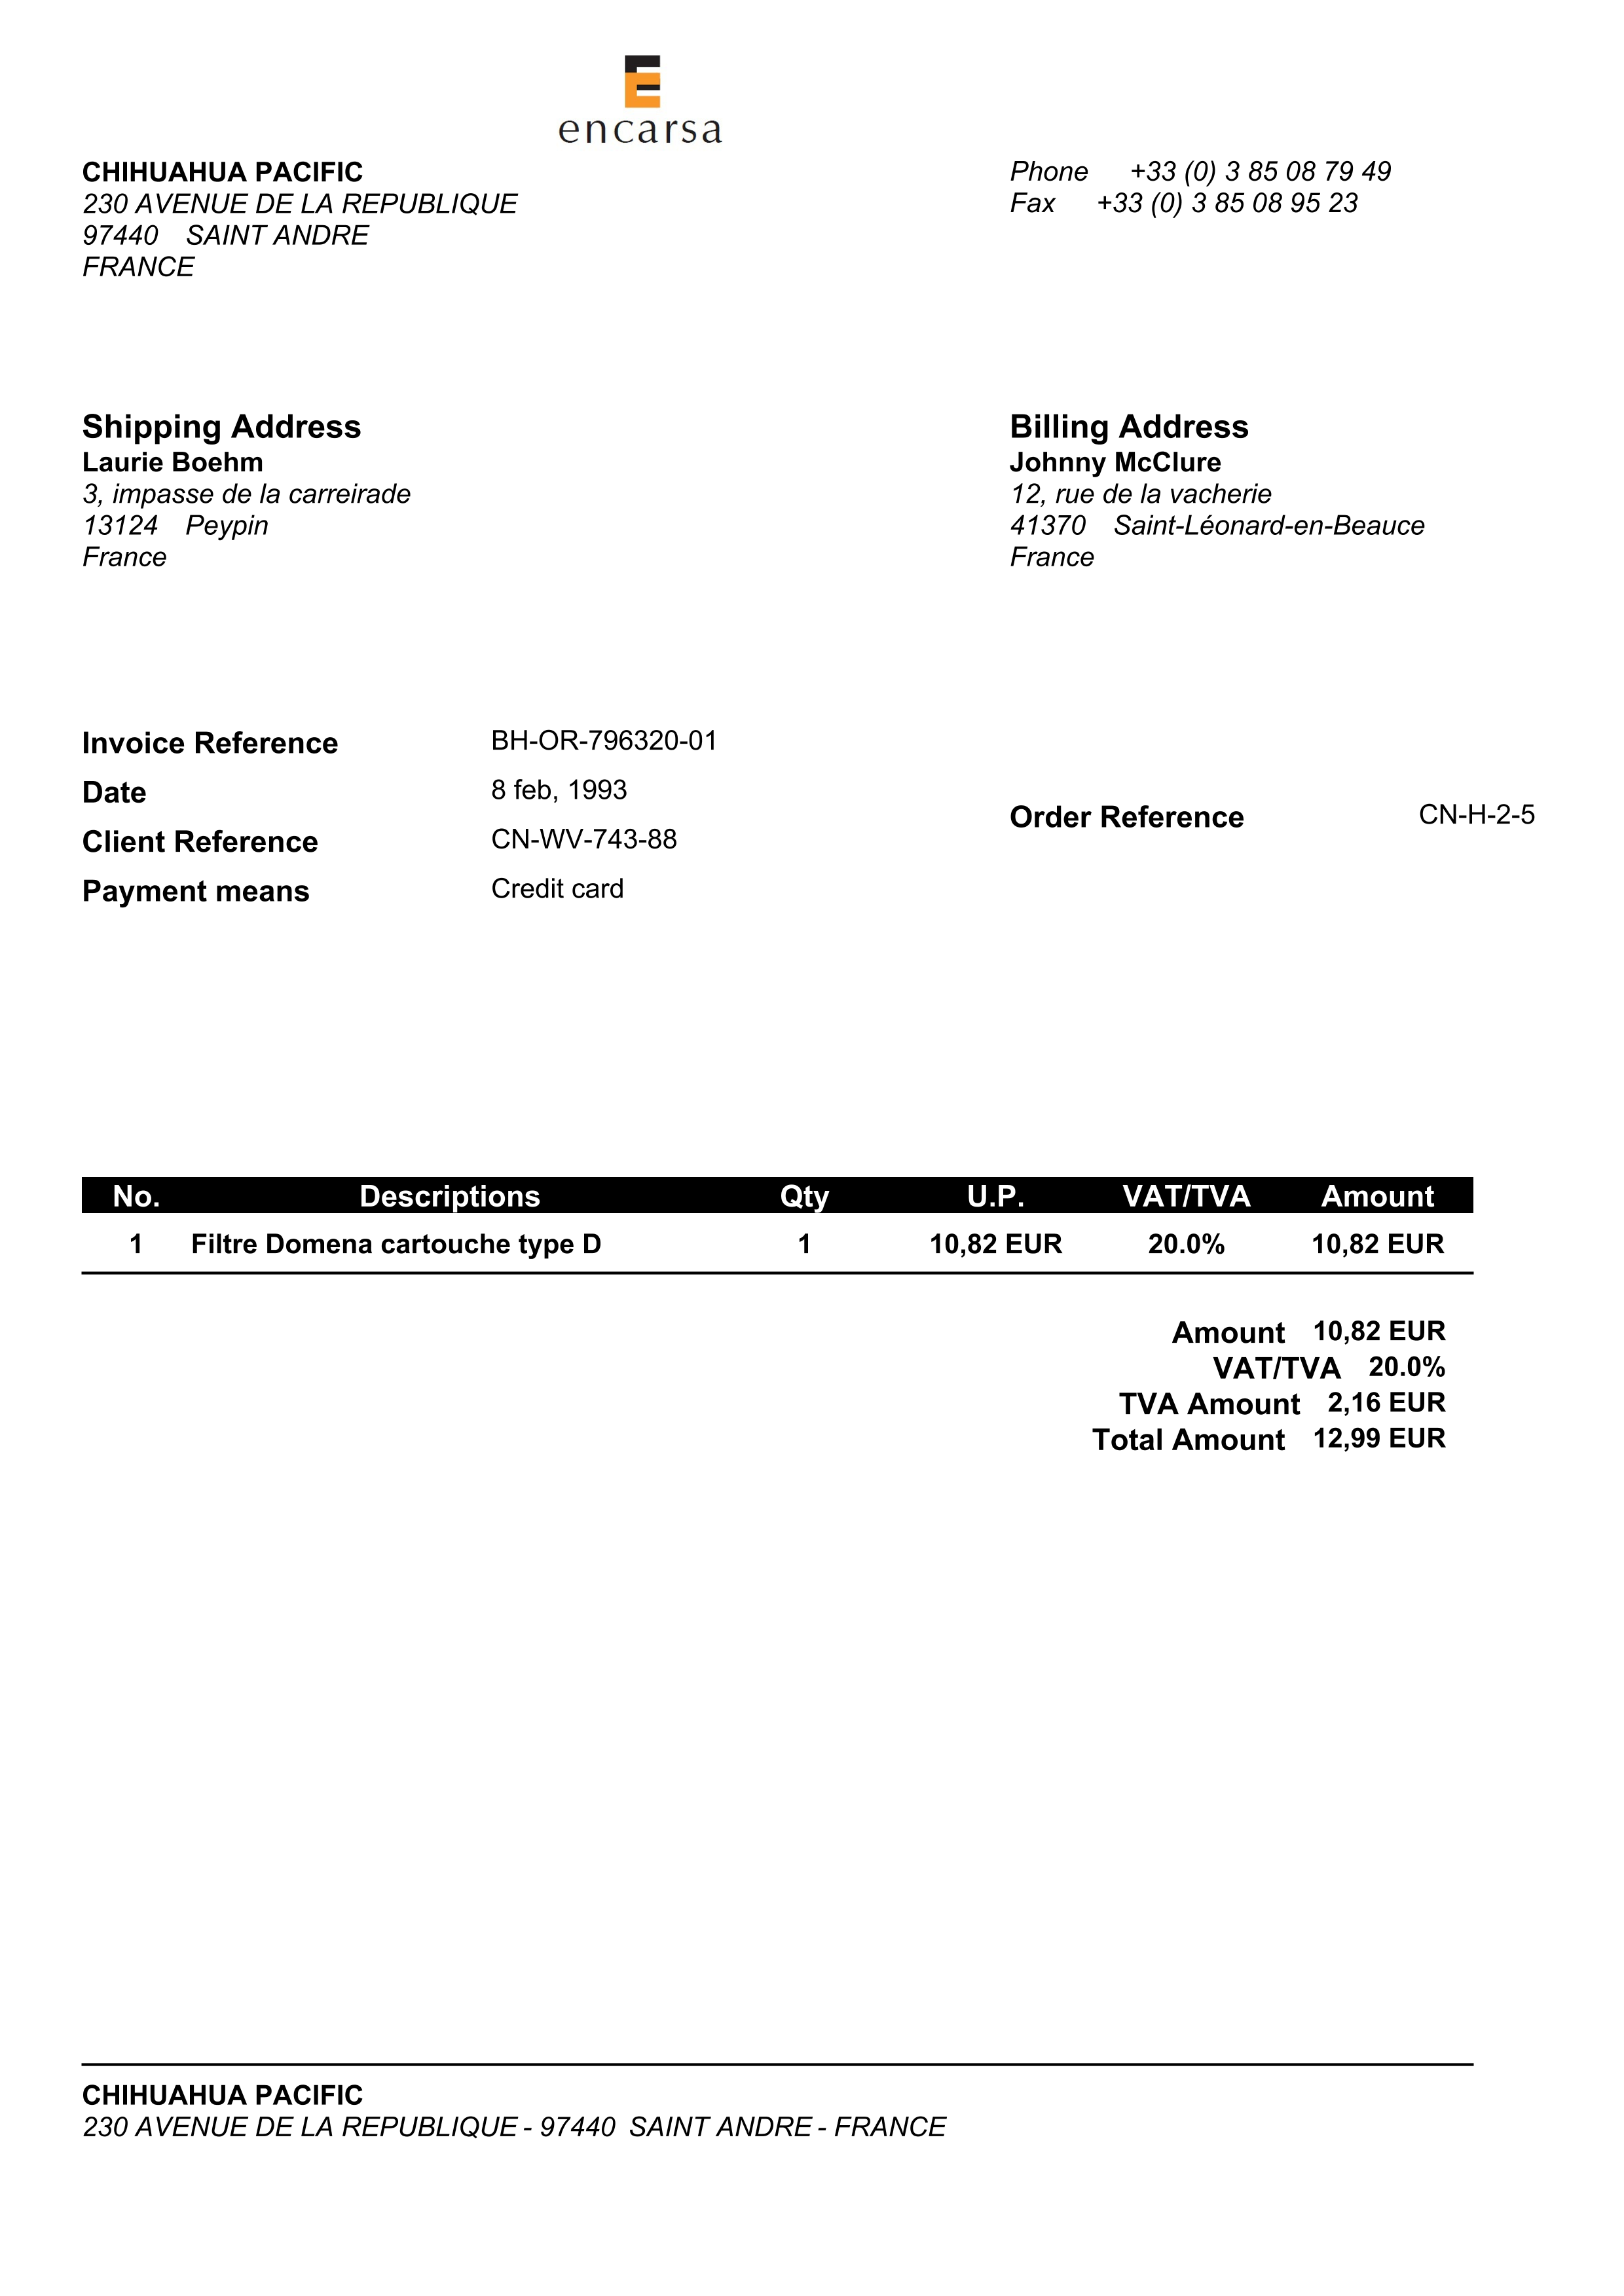 encarsa
CHIHUAHUA PACIFIC
230 AVENUE DE LA REPUBLIQUE
97440 SAINT ANDRE
FRANCE
Phone +33 (0) 3 85 08 79 49
Fax +33 (0) 3 85 08 95 23
Shipping Address
Laurie Boehm
3, impasse de la carreirade
13124 Peypin
France
Billing Address
Johnny McClure
12, rue de la vacherie
41370 Saint-Léonard-en-Beauce
France
Invoice Reference BH-OR-796320-01
Date 8 feb, 1993
Client Reference CN-WV-743-88
Payment means Credit card
Order Reference CN-H-2-5
No. Descriptions Qty U.P. VAT/TVA Amount
1 Filtre Domena cartouche type D 1 10,82 EUR 20.0% 10,82 EUR
Amount 10,82 EUR
VAT/TVA 20.0%
TVA Amount 2,16 EUR
Total Amount 12,99 EUR
CHIHUAHUA PACIFIC
230 AVENUE DE LA REPUBLIQUE - 97440 SAINT ANDRE - FRANCE